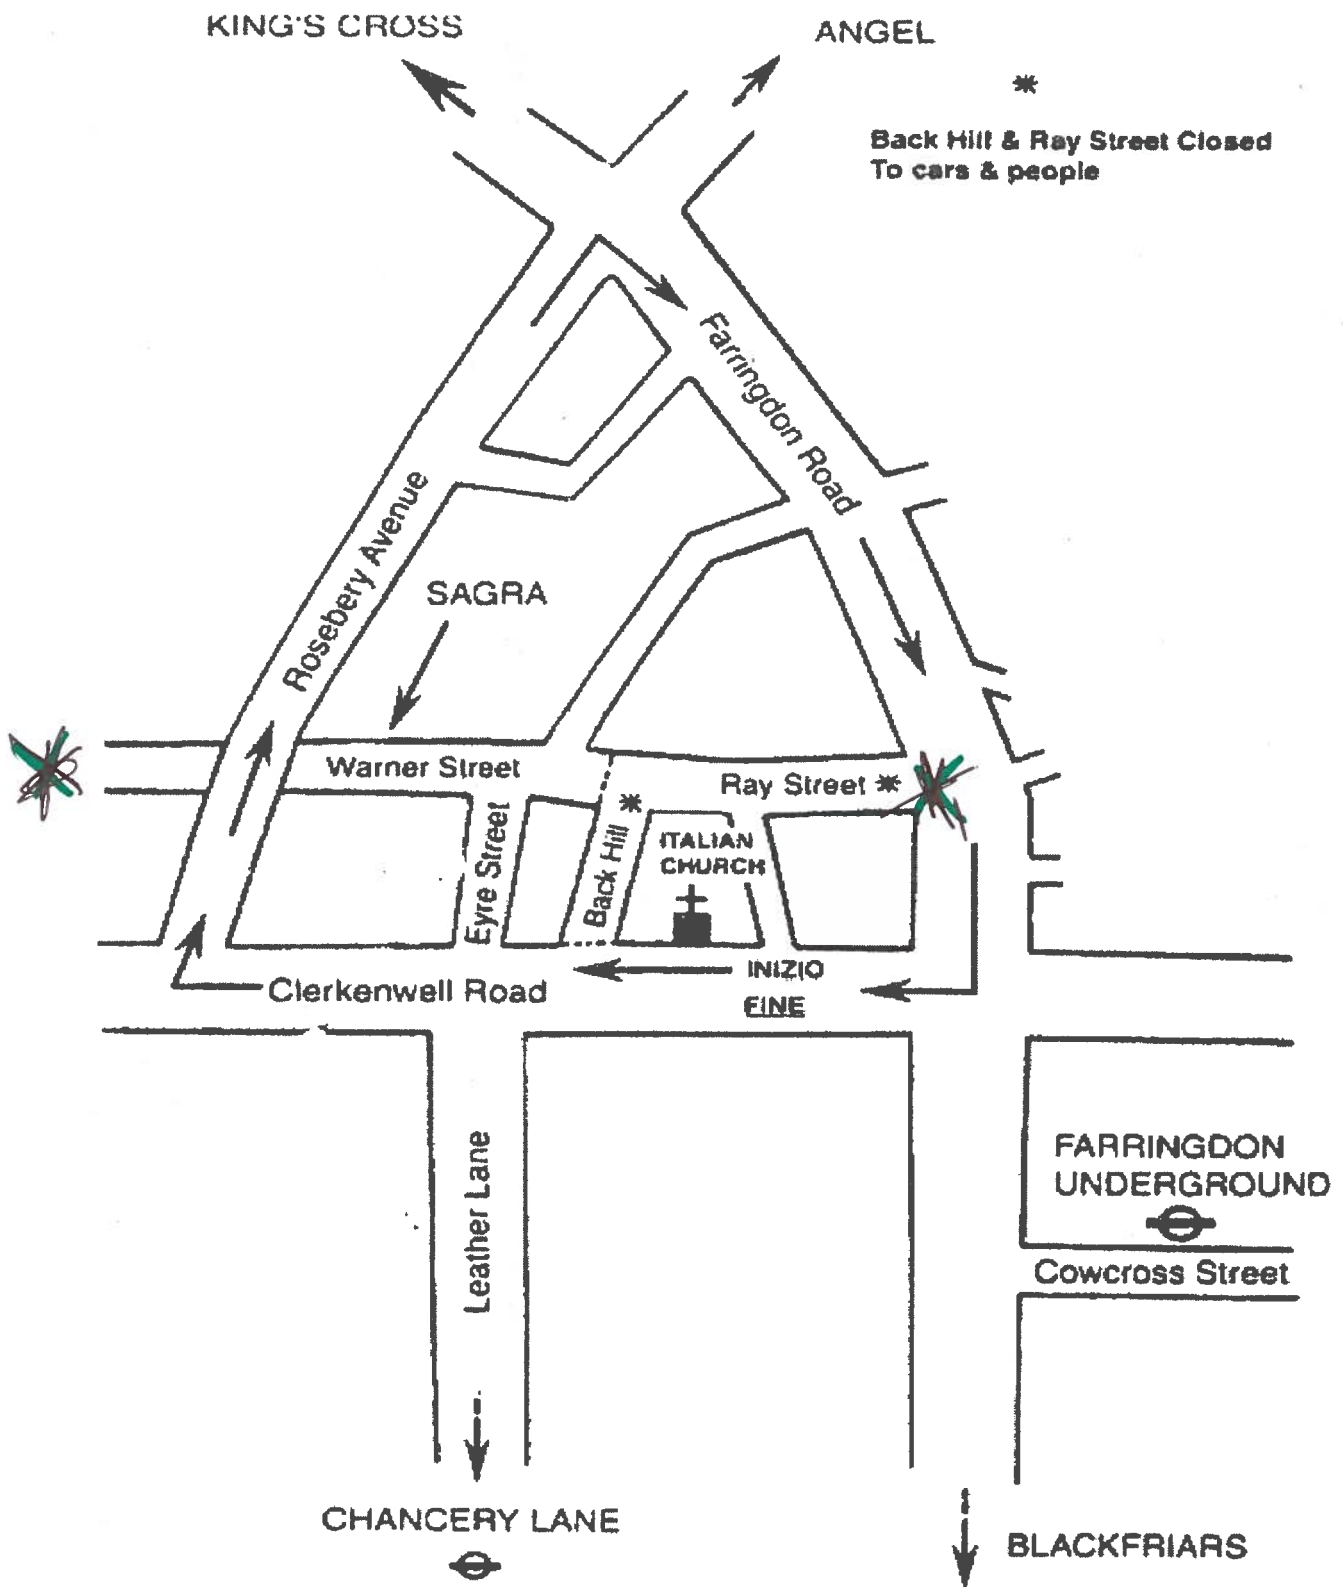 KING'S CROSS
ANGEL
Back Hill & Ray Street Closed
To cars & people
Farringdon Road
Rosebery Avenue
SAGRA
Warner Street
Ray Street
Eyre Street
Back Hill
ITALIAN
CHURCH
INIZIO
FINE
Clerkenwell Road
Leather Lane
FARRINGDON
UNDERGROUND
Cowcross Street
CHANCERY LANE
BLACKFRIARS